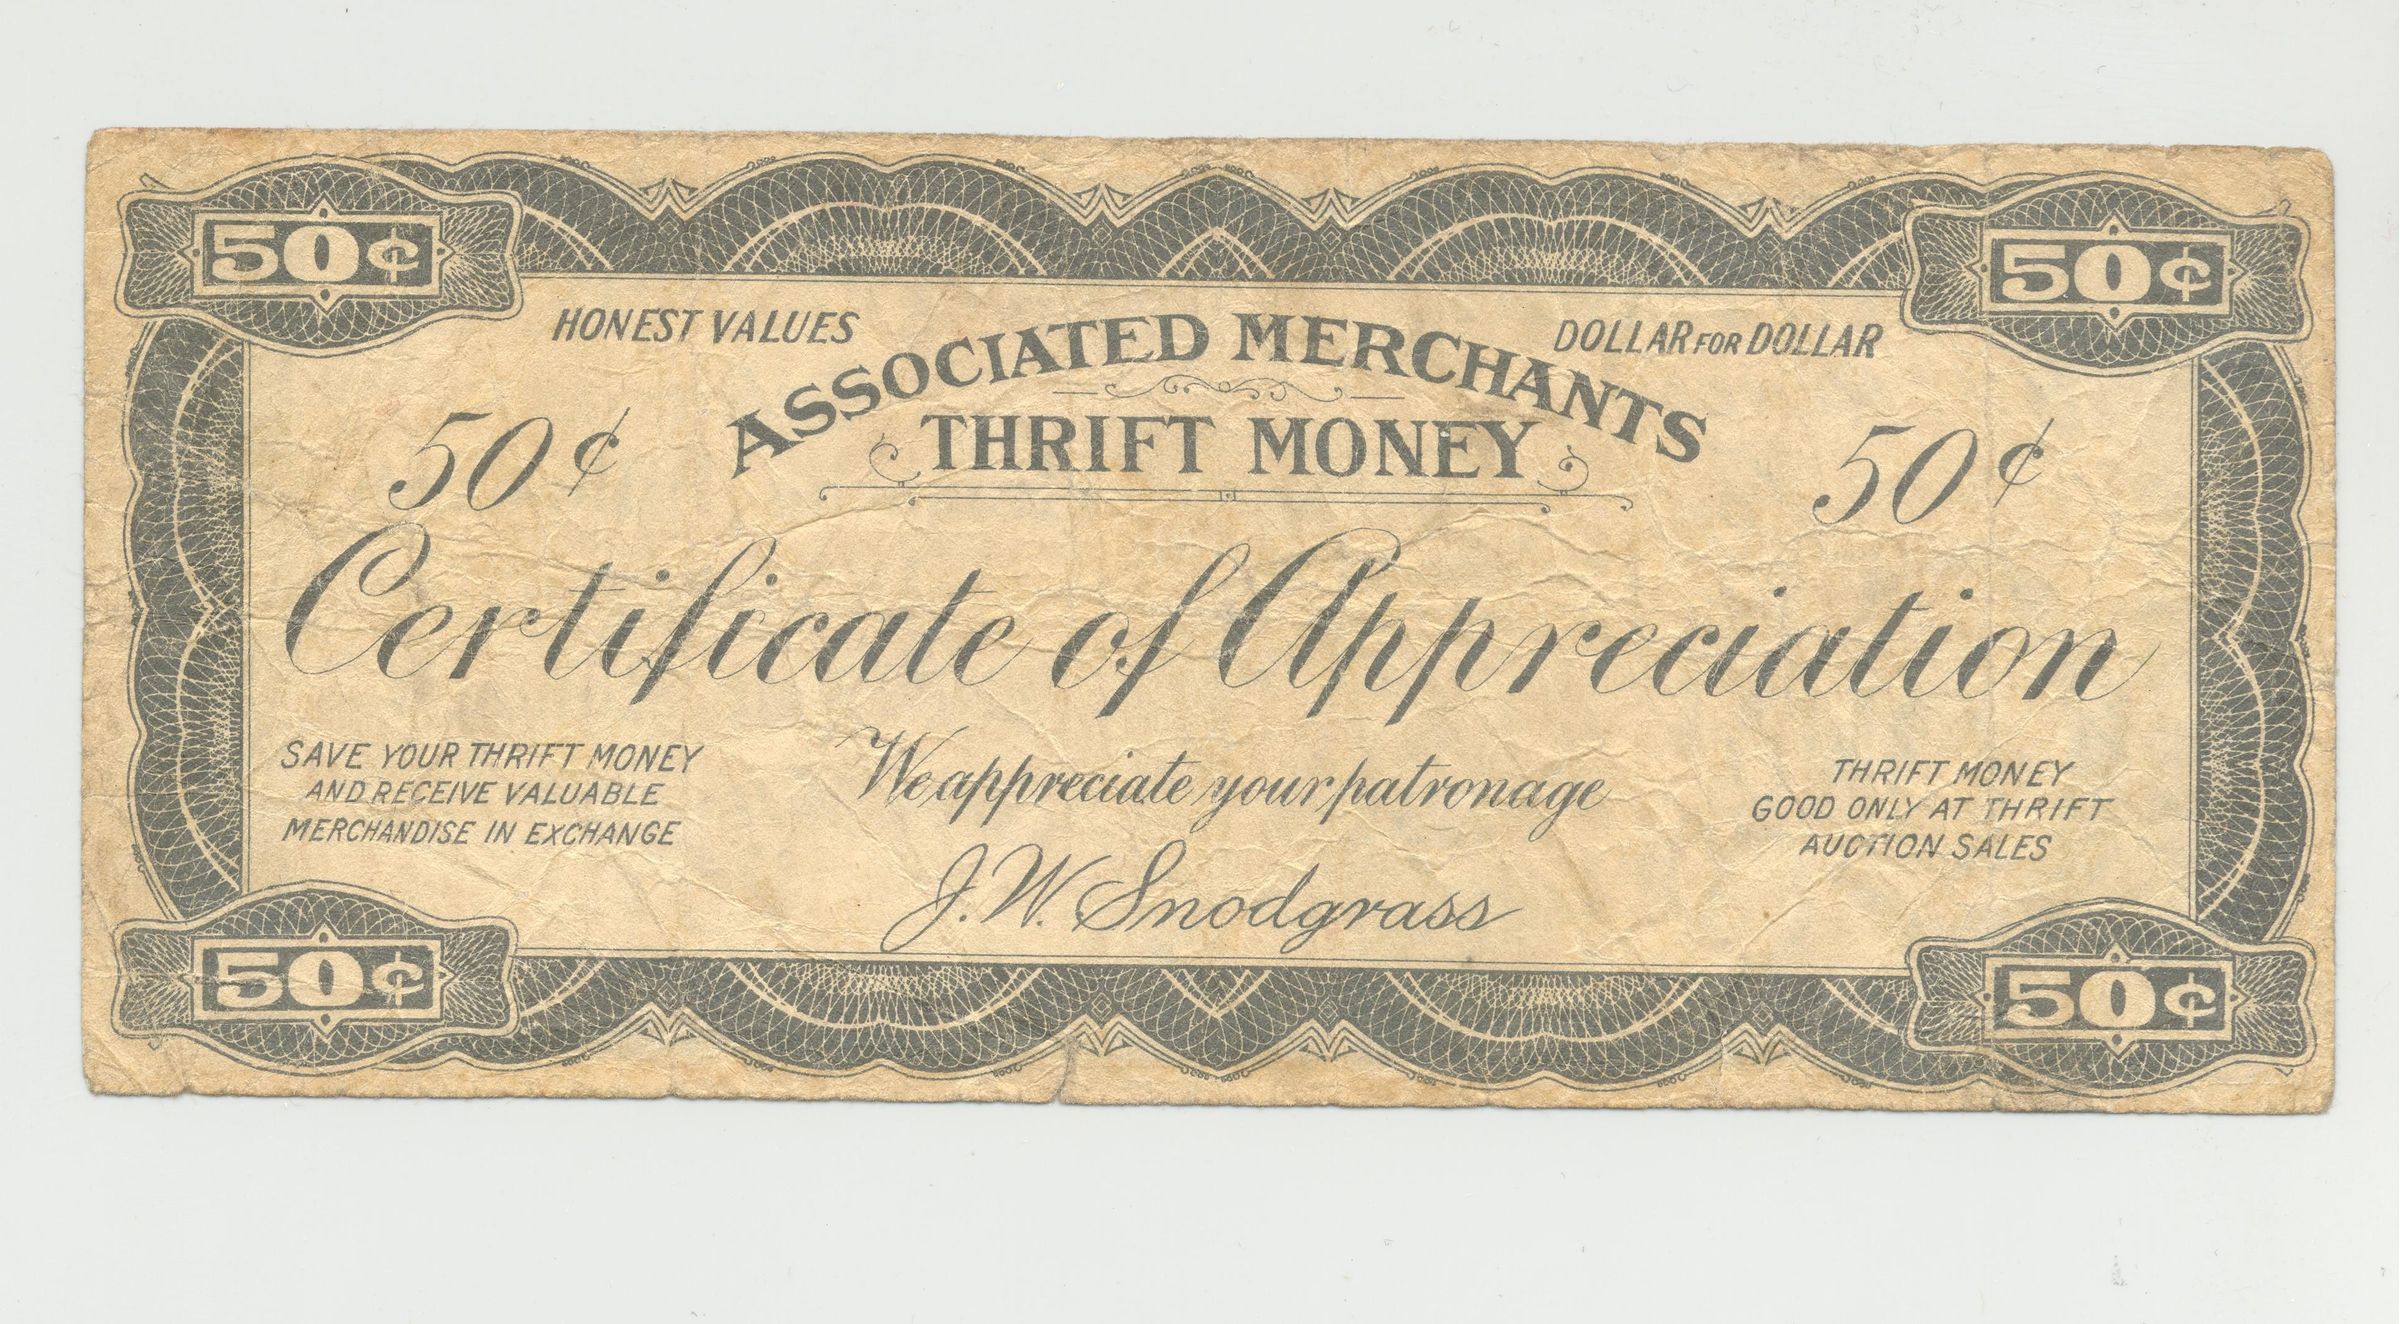 50¢ 50¢
HONEST VALUES DOLLAR FOR DOLLAR
ASSOCIATED MERCHANTS
THRIFT MONEY
50¢ 50¢
Certificate of Appreciation
We appreciate your patronage
SAVE YOUR THRIFT MONEY
AND RECEIVE VALUABLE
MERCHANDISE IN EXCHANGE
THRIFT MONEY
GOOD ONLY AT THRIFT
AUCTION SALES
J. W. Snodgrass
50¢ 50¢